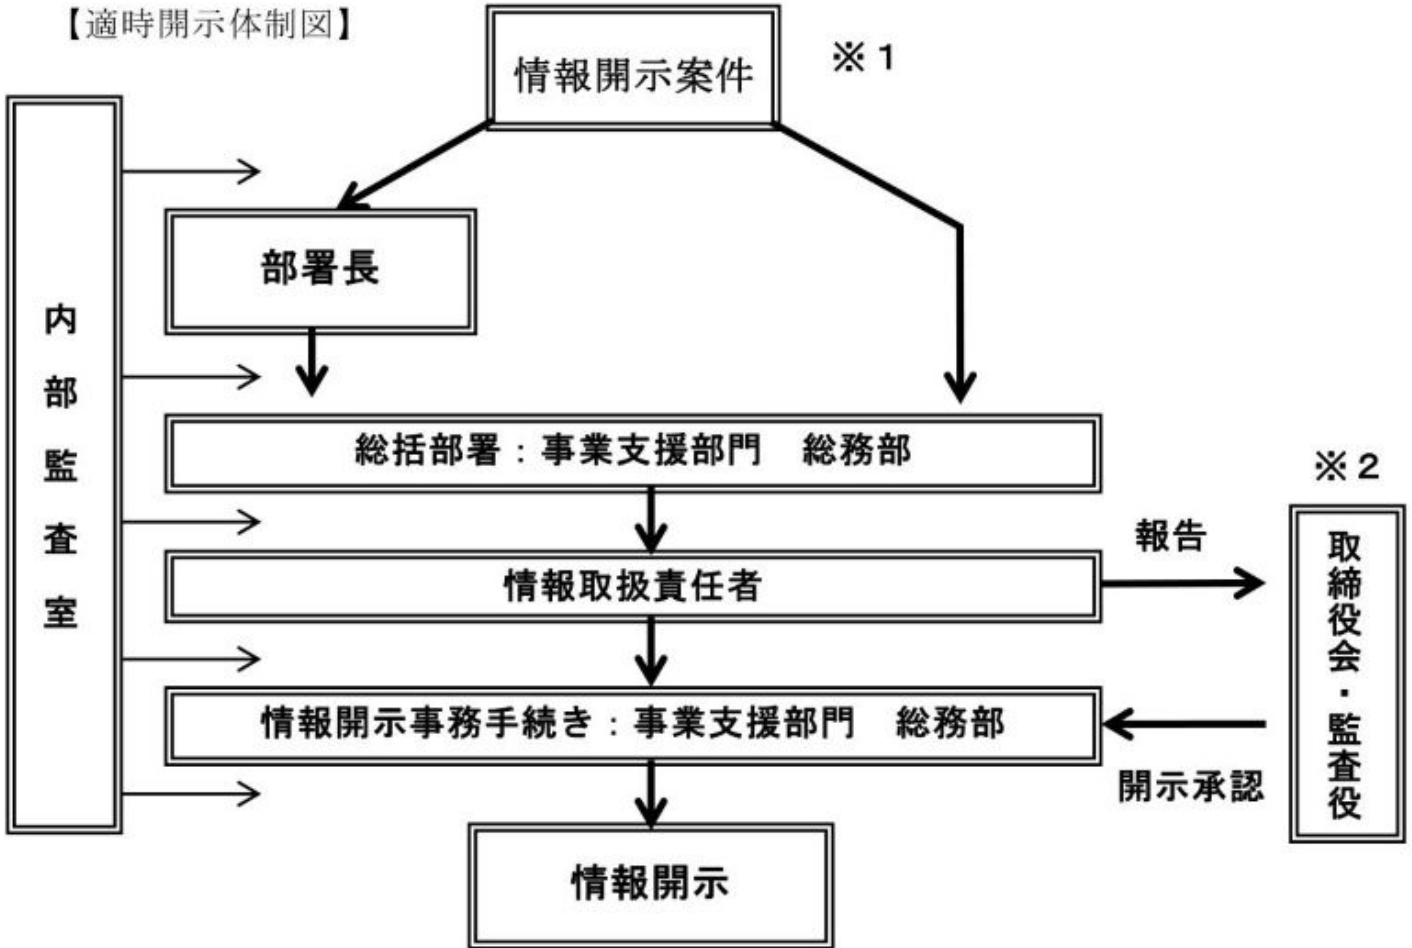 【適時開示体制図】
情報開示案件
※1
部署長
内部監査室
総括部署：事業支援部門　総務部
※2
情報取扱責任者
報告
取締役会・監査役
情報開示事務手続き：事業支援部門　総務部
開示承認
情報開示